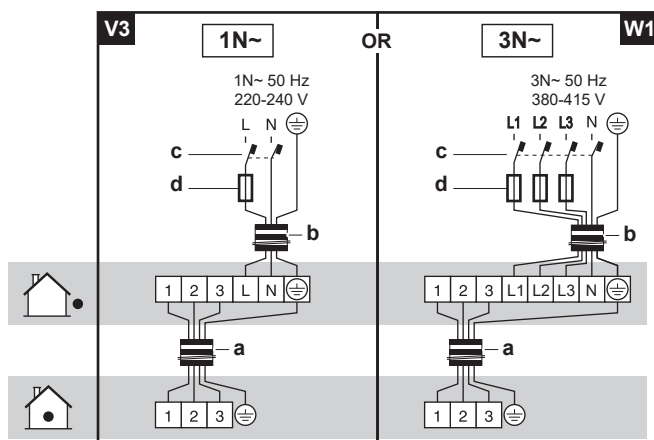 V3
1N~
OR
3N~
W1
1N~ 50 Hz
220-240 V
L N
c
d
b
1 2 3 L N
a
1 2 3
3N~ 50 Hz
380-415 V
L1 L2 L3 N
c
d
b
1 2 3 L1 L2 L3 N
a
1 2 3